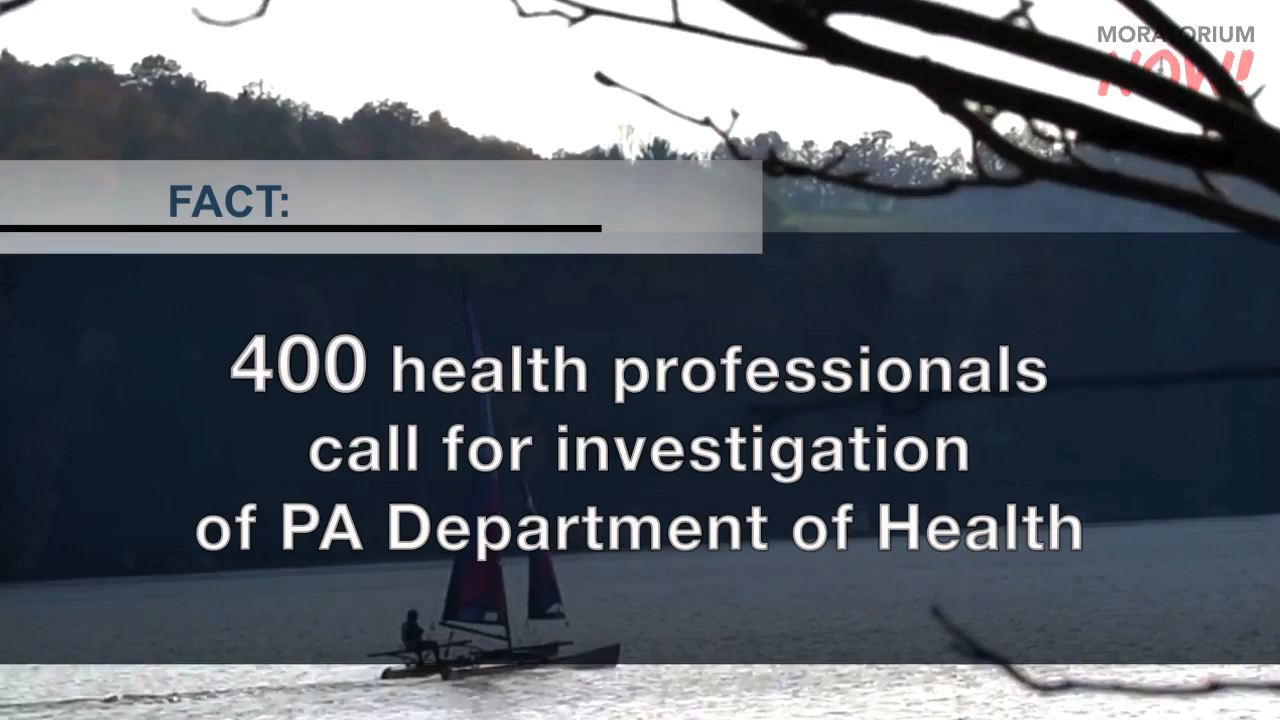 MORATORIUM
NOW!
FACT:
400 health professionals
call for investigation
of PA Department of Health